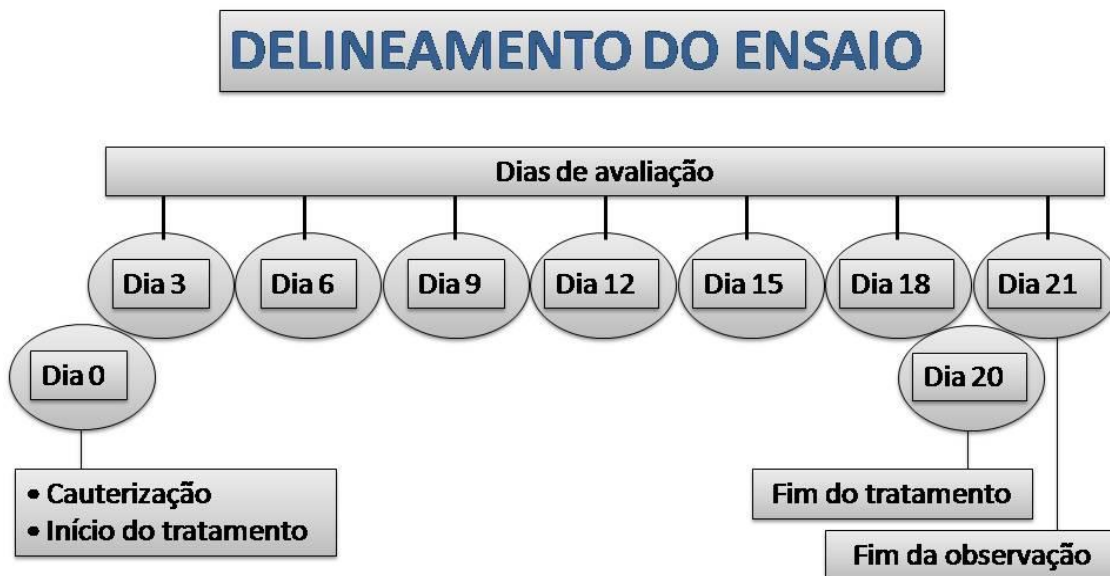 DELINEAMENTO DO ENSAIO
Dias de avaliação
Dia 3
Dia 6
Dia 9
Dia 12
Dia 15
Dia 18
Dia 21
Dia 0
Dia 20
• Cauterização
• Início do tratamento
Fim do tratamento
Fim da observação